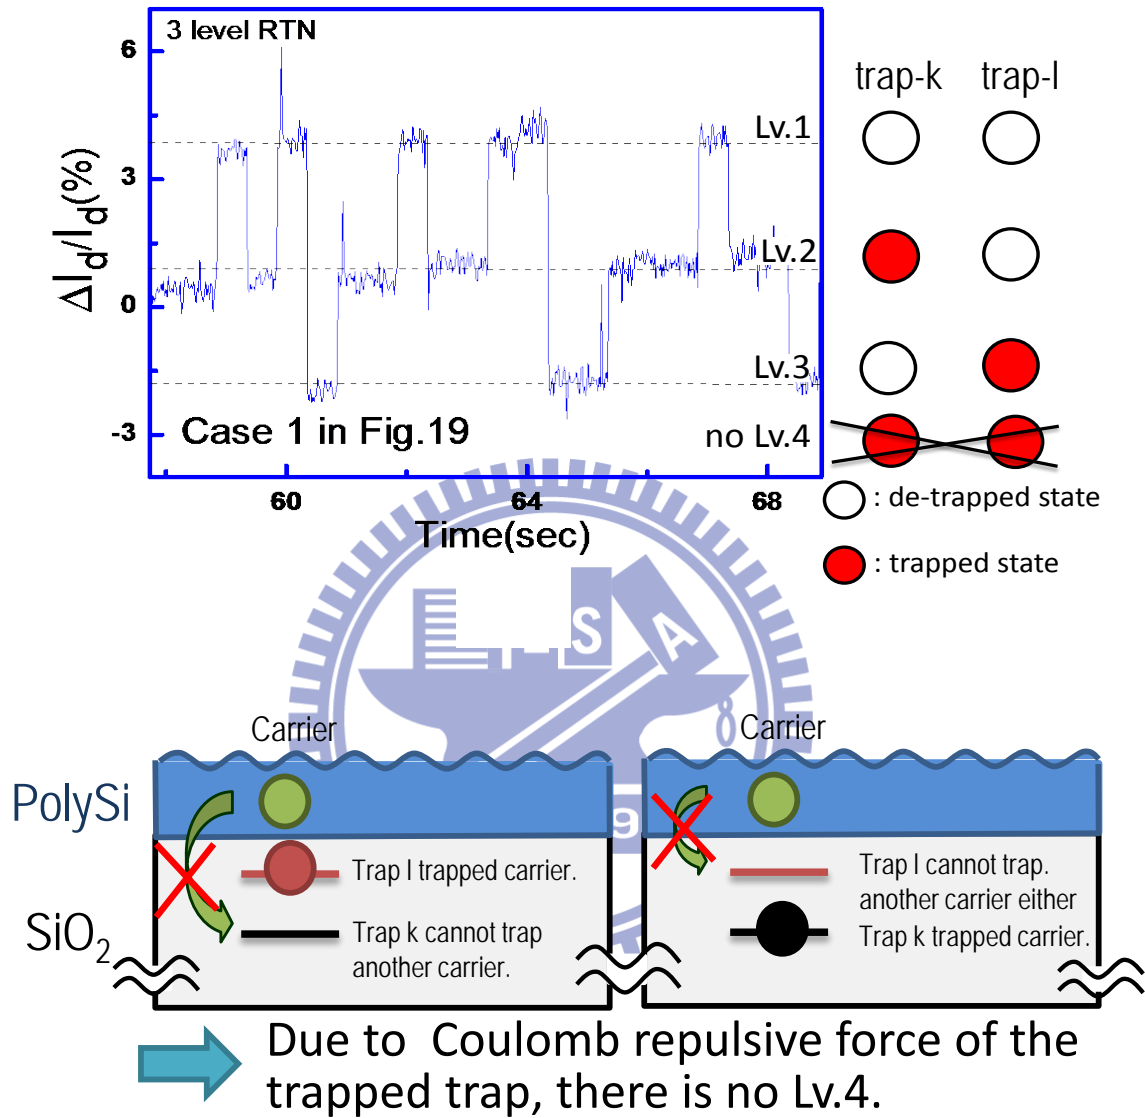 3 level RTN
6
3
0
-3
ΔId/Id(%)
Lv.1
Lv.2
Lv.3
no Lv.4
Case 1 in Fig.19
60
64
68
Time(sec)
trap-k
trap-l
: de-trapped state
: trapped state
S
A
9
Carrier
Carrier
PolySi
SiO₂
Trap l trapped carrier.
Trap k cannot trap
another carrier.
Trap l cannot trap.
another carrier either
Trap k trapped carrier.
Due to Coulomb repulsive force of the
trapped trap, there is no Lv.4.